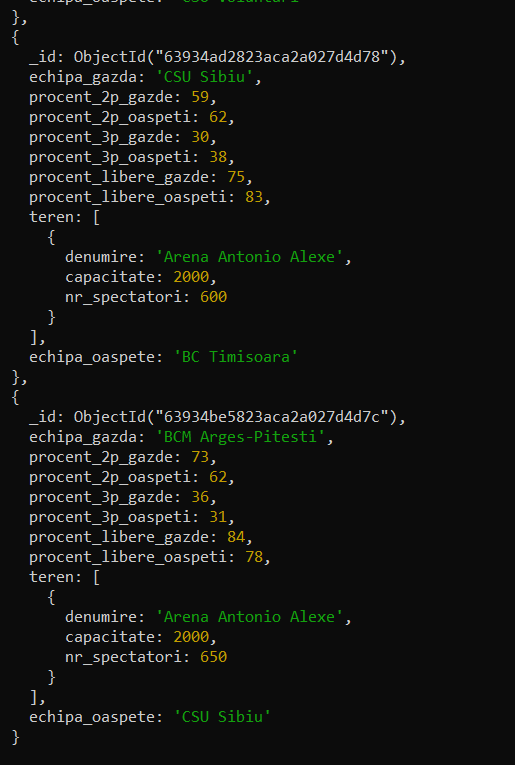 echipa_oaspete: 'CSU Voluntari'
},
{
_id: ObjectId("63934ad2823aca2a027d4d78"),
echipa_gazda: 'CSU Sibiu',
procent_2p_gazde: 59,
procent_2p_oaspeti: 62,
procent_3p_gazde: 30,
procent_3p_oaspeti: 38,
procent_libere_gazde: 75,
procent_libere_oaspeti: 83,
teren: [
{
denumire: 'Arena Antonio Alexe',
capacitate: 2000,
nr_spectatori: 600
}
],
echipa_oaspete: 'BC Timisoara'
},
{
_id: ObjectId("63934be5823aca2a027d4d7c"),
echipa_gazda: 'BCM Arges-Pitesti',
procent_2p_gazde: 73,
procent_2p_oaspeti: 62,
procent_3p_gazde: 36,
procent_3p_oaspeti: 31,
procent_libere_gazde: 84,
procent_libere_oaspeti: 78,
teren: [
{
denumire: 'Arena Antonio Alexe',
capacitate: 2000,
nr_spectatori: 650
}
],
echipa_oaspete: 'CSU Sibiu'
}